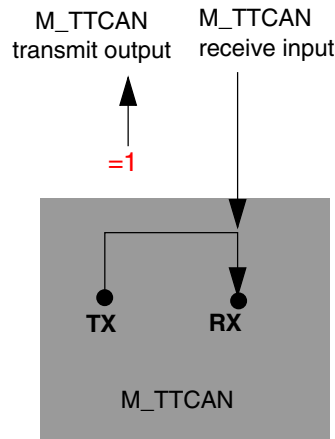 M_TTCAN
transmit output
M_TTCAN
receive input
=1
TX
RX
M_TTCAN